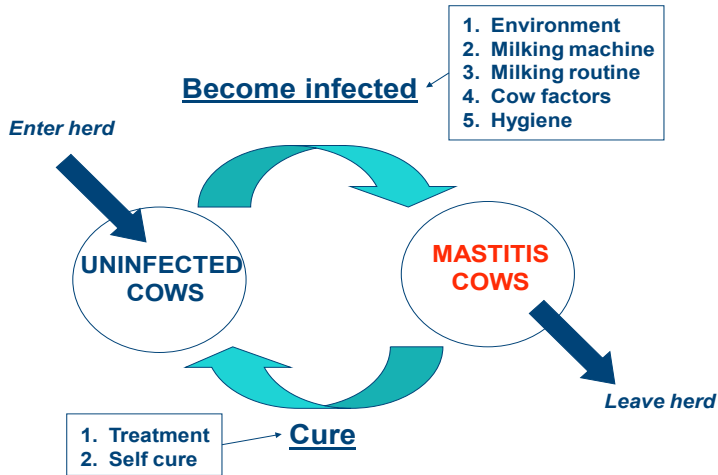 1. Environment
2. Milking machine
3. Milking routine
4. Cow factors
5. Hygiene
Become infected
Enter herd
UNINFECTED
COWS
MASTITIS
COWS
Leave herd
1. Treatment
2. Self cure
Cure